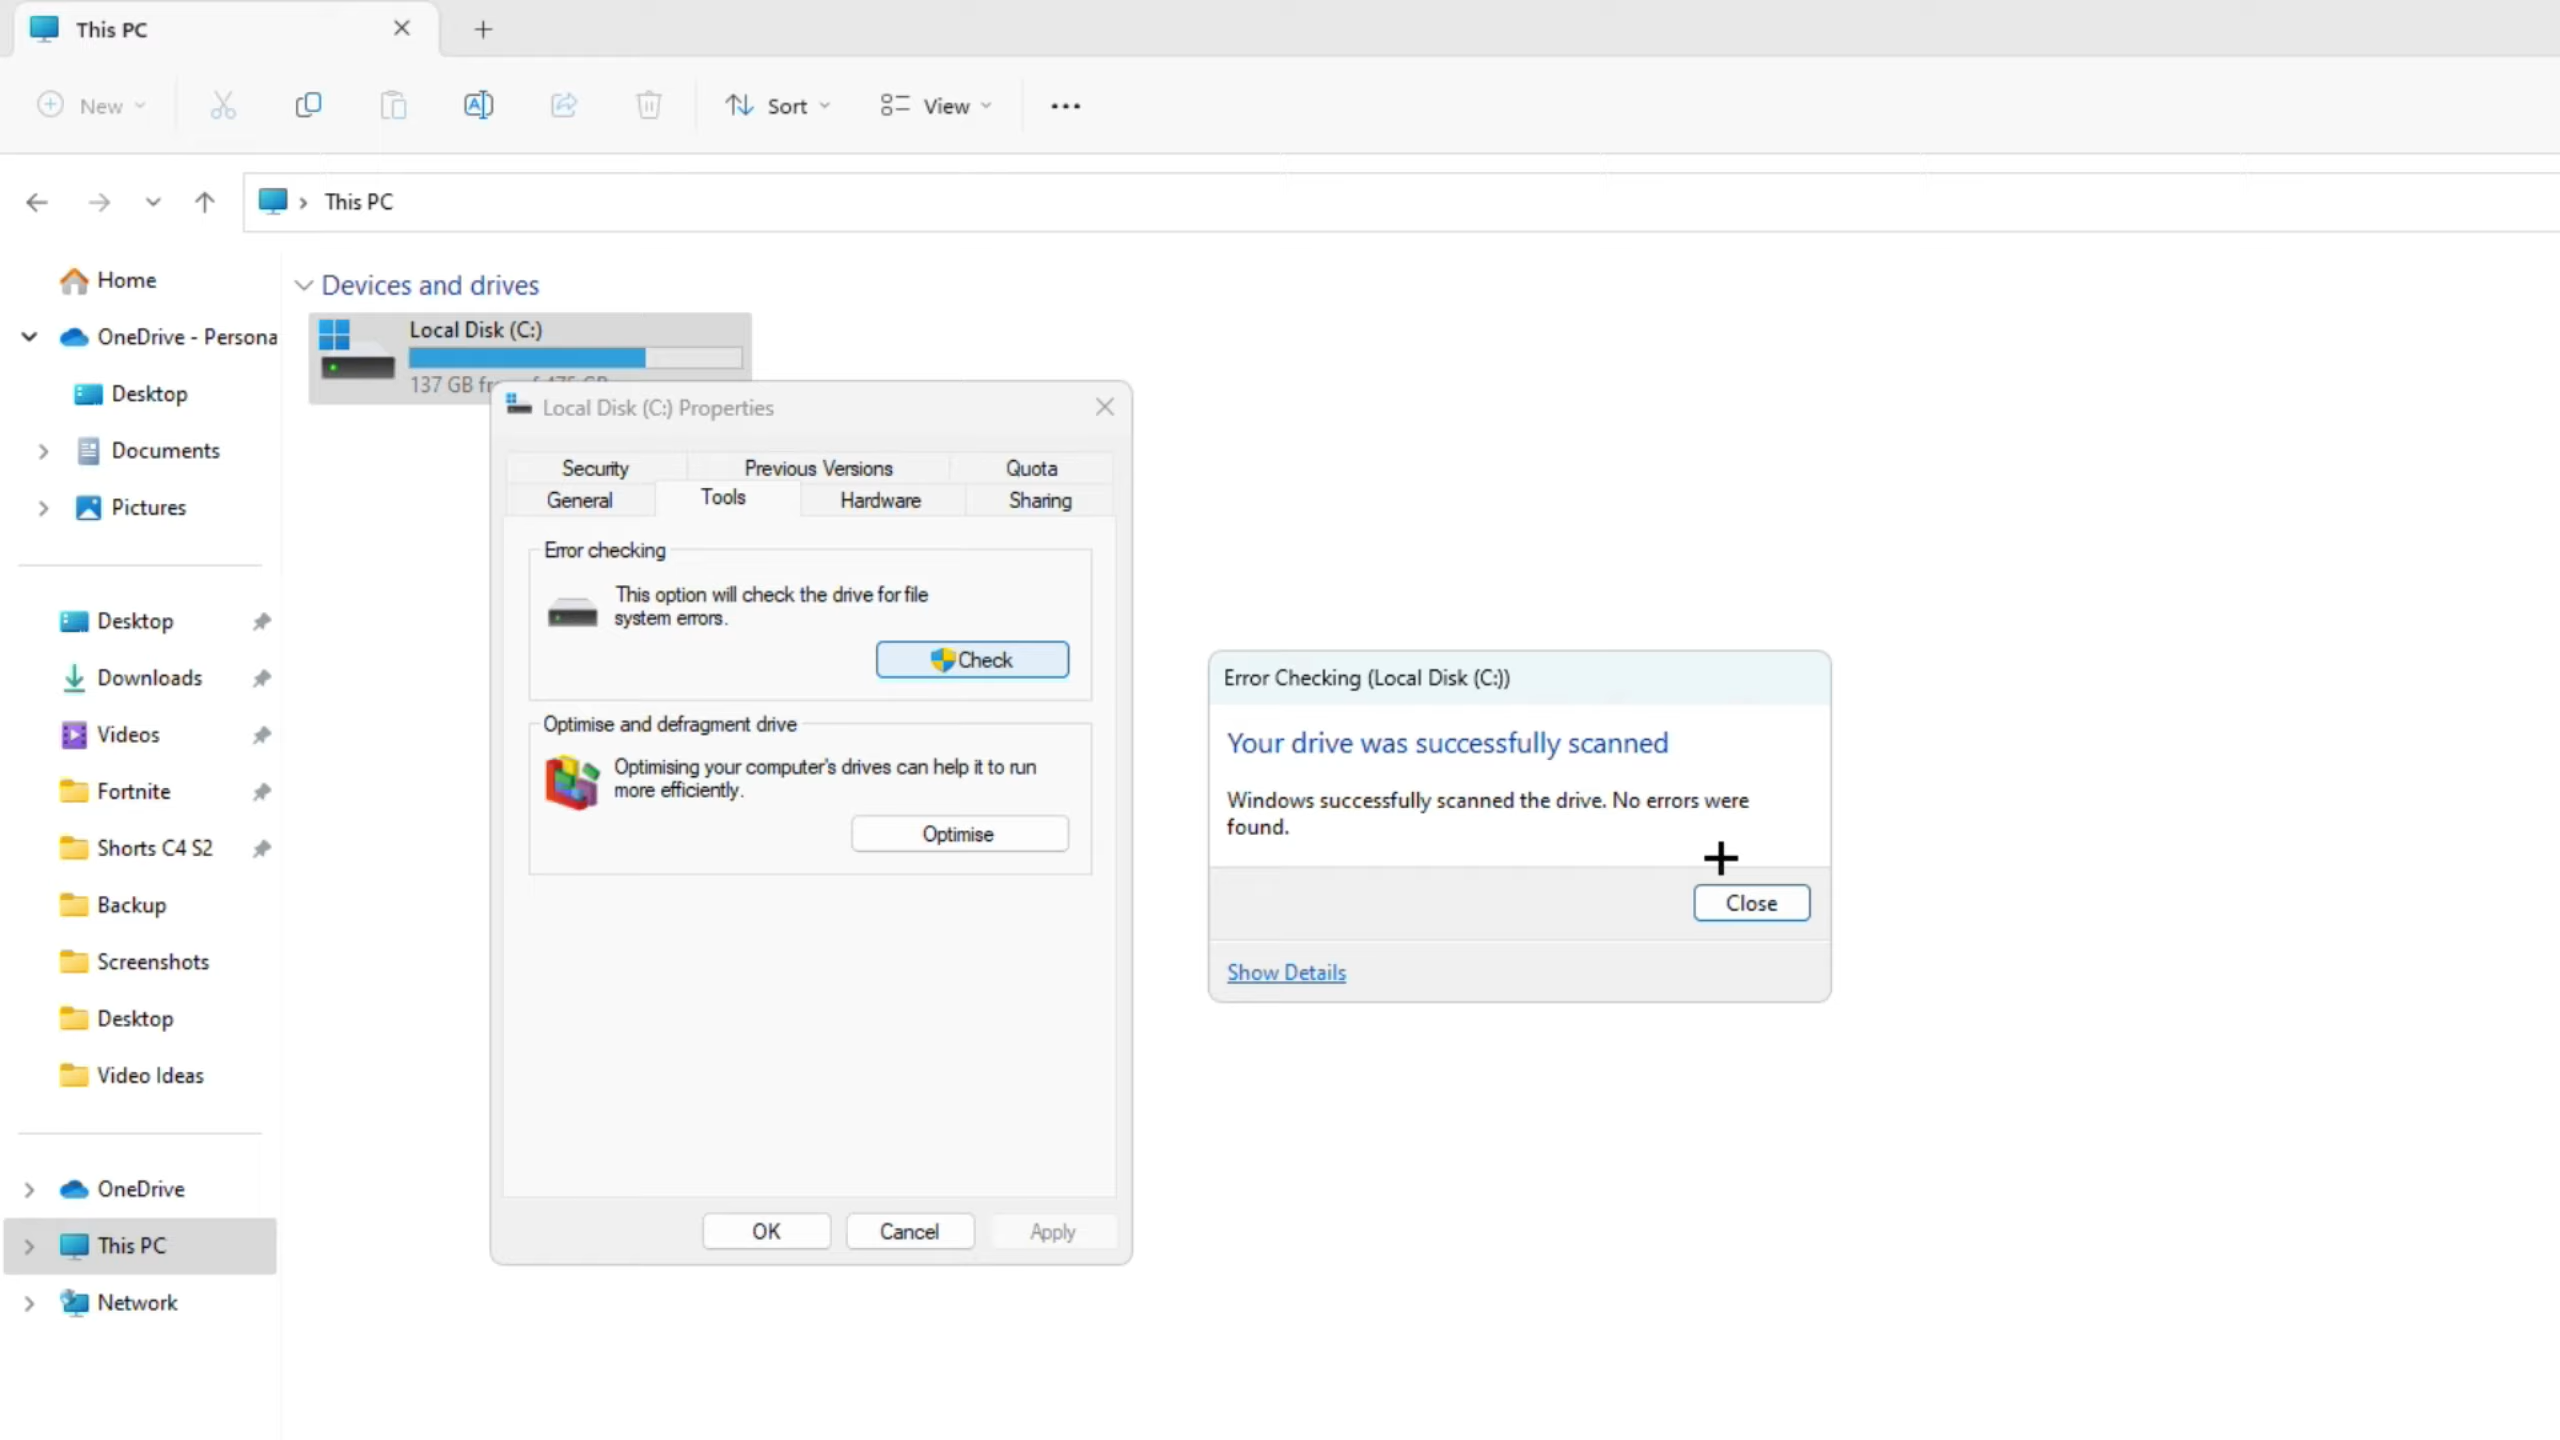 This PC
New
Sort
View
This PC
Home
OneDrive - Persona
Desktop
Documents
Pictures
Desktop
Downloads
Videos
Fortnite
Shorts C4 S2
Backup
Screenshots
Desktop
Video Ideas
OneDrive
This PC
Network
Devices and drives
Local Disk (C:)
137 GB
Local Disk (C:) Properties
Security Previous Versions Quota
General Tools Hardware Sharing
Error checking
This option will check the drive for file
system errors.
Check
Optimise and defragment drive
Optimising your computer's drives can help it to run
more efficiently.
Optimise
OK Cancel Apply
Error Checking (Local Disk (C:))
Your drive was successfully scanned
Windows successfully scanned the drive. No errors were
found.
Close
Show Details